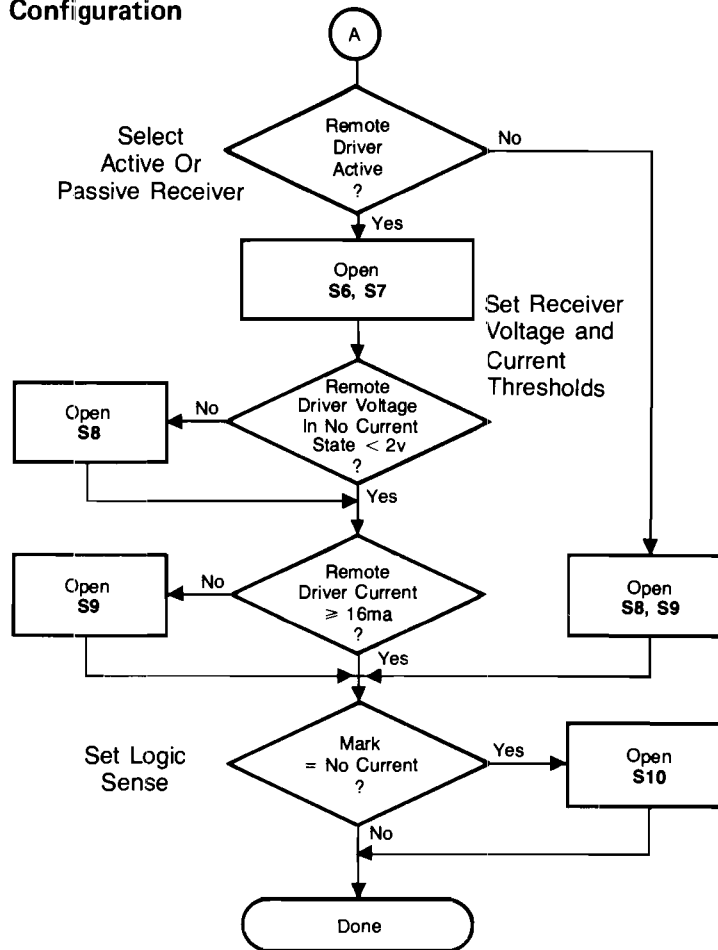 Configuration
A
Select
Active Or
Passive Receiver
Remote
Driver
Active
?
No
Yes
Open
S6, S7
Set Receiver
Voltage and
Current
Thresholds
Remote
Driver Voltage
In No Current
State < 2v
?
No
Open
S8
Yes
Remote
Driver Current
≥ 16ma
?
No
Open
S9
Open
S8, S9
Yes
Set Logic
Sense
Mark
= No Current
?
Yes
Open
S10
No
Done